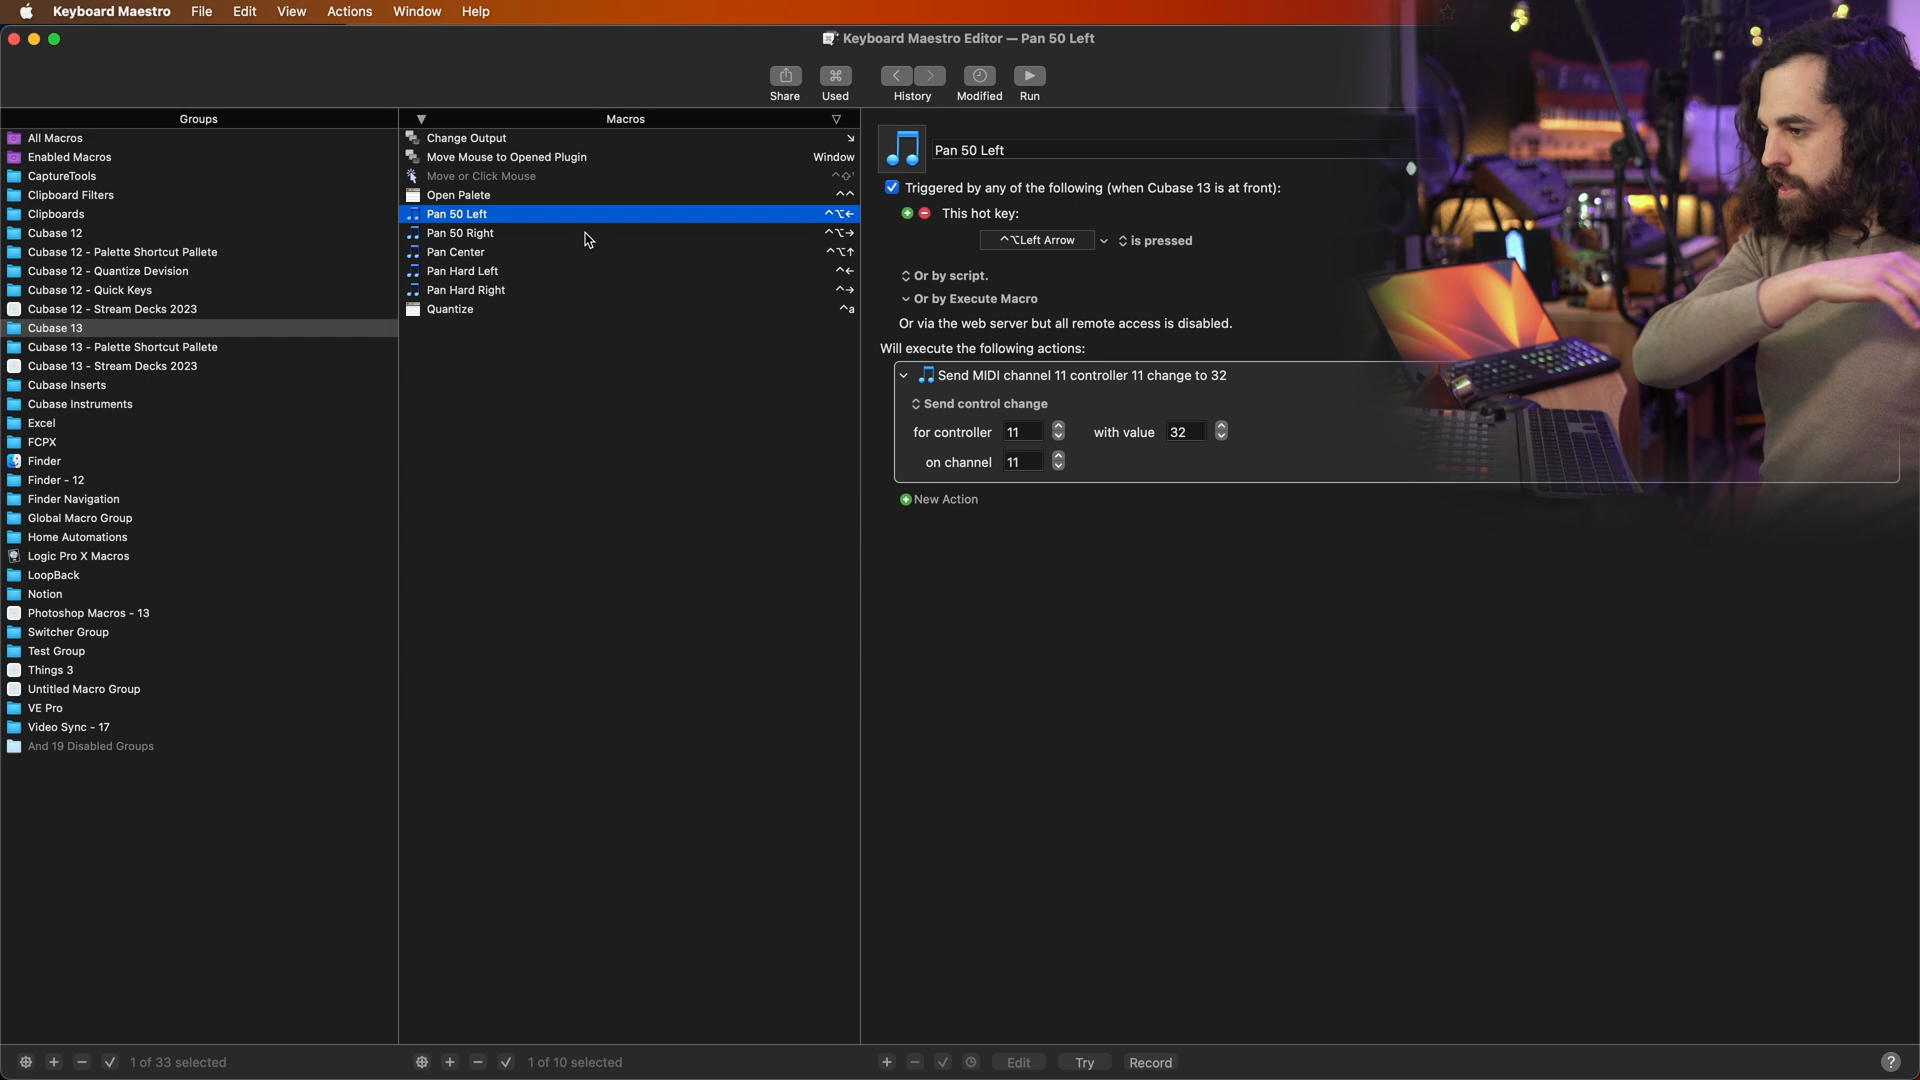 Keyboard Maestro File Edit View Actions Window Help
Keyboard Maestro Editor — Pan 50 Left
Share Used History Modified Run
Groups
All Macros
Enabled Macros
CaptureTools
Clipboard Filters
Clipboards
Cubase 12
Cubase 12 - Palette Shortcut Pallete
Cubase 12 - Quantize Devision
Cubase 12 - Quick Keys
Cubase 12 - Stream Decks 2023
Cubase 13
Cubase 13 - Palette Shortcut Pallete
Cubase 13 - Stream Decks 2023
Cubase Inserts
Cubase Instruments
Excel
FCPX
Finder
Finder - 12
Finder Navigation
Global Macro Group
Home Automations
Logic Pro X Macros
LoopBack
Notion
Photoshop Macros - 13
Switcher Group
Test Group
Things 3
Untitled Macro Group
VE Pro
Video Sync - 17
And 19 Disabled Groups
1 of 33 selected
Macros
Change Output ↘
Move Mouse to Opened Plugin Window
Move or Click Mouse ^⇧'
Open Palete ^^
Pan 50 Left ^⌥←
Pan 50 Right ^⌥→
Pan Center ^⌥↑
Pan Hard Left ^←
Pan Hard Right ^→
Quantize ^a
1 of 10 selected
Pan 50 Left
Triggered by any of the following (when Cubase 13 is at front):
This hot key:
^⌥Left Arrow is pressed
Or by script.
Or by Execute Macro
Or via the web server but all remote access is disabled.
Will execute the following actions:
Send MIDI channel 11 controller 11 change to 32
Send control change
for controller 11 with value 32
on channel 11
New Action
Edit Try Record ?